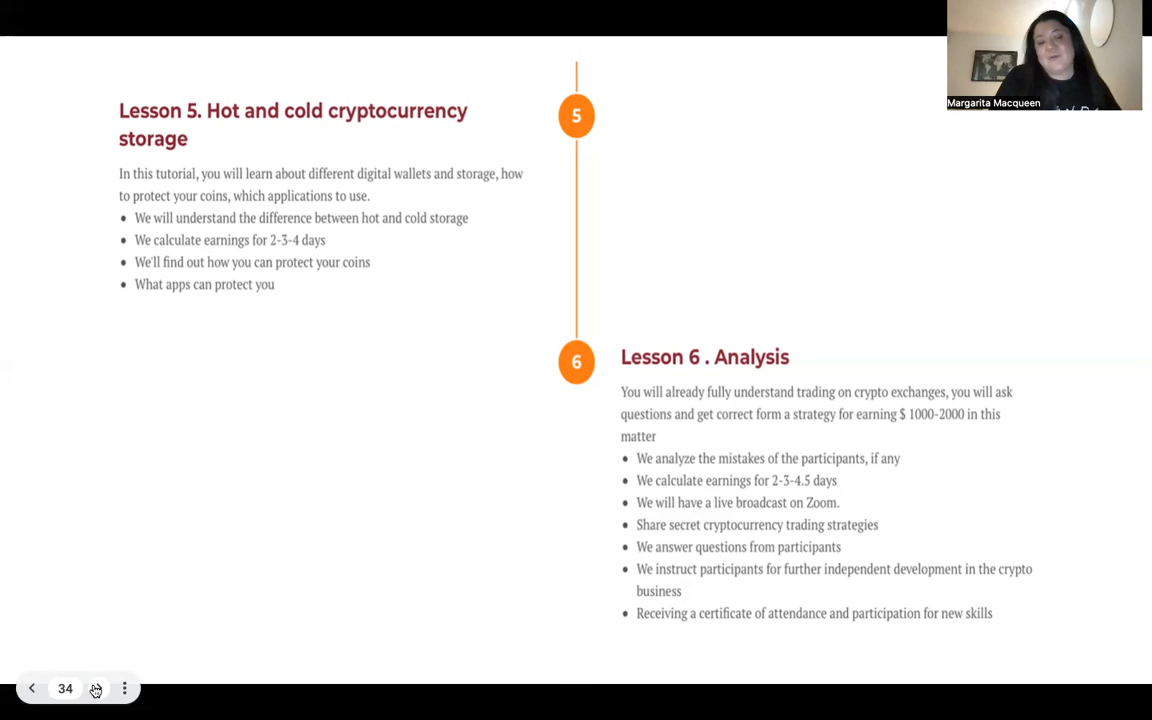 Margarita Macqueen
5
Lesson 5. Hot and cold cryptocurrency
storage
In this tutorial, you will learn about different digital wallets and storage, how
to protect your coins, which applications to use.
• We will understand the difference between hot and cold storage
• We calculate earnings for 2-3-4 days
• We'll find out how you can protect your coins
• What apps can protect you
6
Lesson 6 . Analysis
You will already fully understand trading on crypto exchanges, you will ask
questions and get correct form a strategy for earning $ 1000-2000 in this
matter
• We analyze the mistakes of the participants, if any
• We calculate earnings for 2-3-4.5 days
• We will have a live broadcast on Zoom.
• Share secret cryptocurrency trading strategies
• We answer questions from participants
• We instruct participants for further independent development in the crypto
business
• Receiving a certificate of attendance and participation for new skills
34